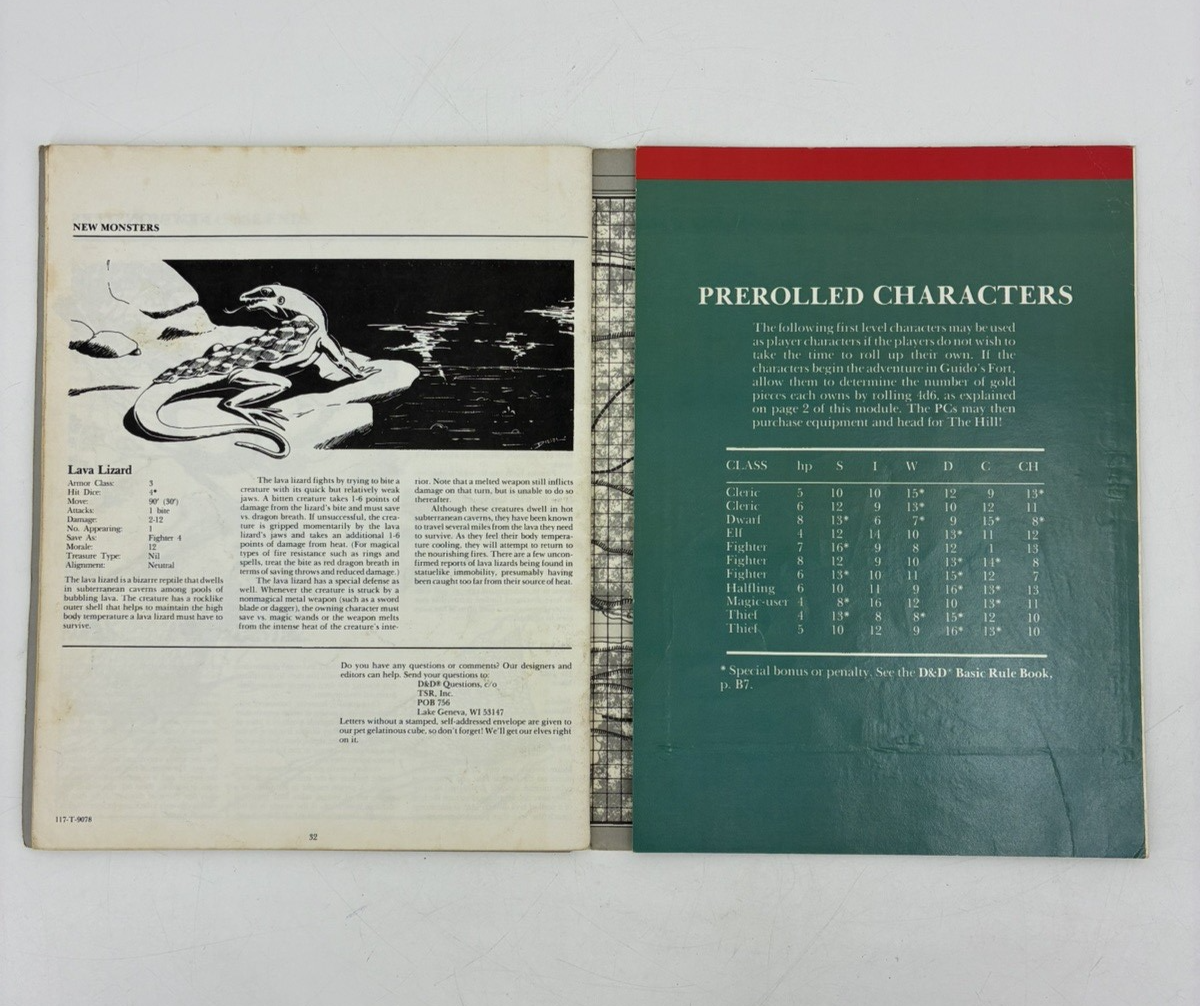 NEW MONSTERS
Lava Lizard
Armor Class: 3
Hit Dice: 4*
Move: 90' (30')
Attacks: 1 bite
Damage: 2-12
No. Appearing: 1
Save As: Fighter 4
Morale: 12
Treasure Type: Nil
Alignment: Neutral
The lava lizard is a bizarre reptile that dwells
in subterranean caverns among pools of
bubbling lava. The creature has a rocklike
outer shell that helps to maintain the high
body temperature a lava lizard must have to
survive.
The lava lizard fights by trying to bite a
creature with its quick but relatively weak
jaws. A bitten creature takes 1-6 points of
damage from the lizard's bite and must save
vs. dragon breath. If unsuccessful, the crea-
ture is gripped momentarily by the lava
lizard's jaws and takes an additional 1-6
points of damage from heat. (For magical
types of fire resistance such as rings and
spells, treat the bite as red dragon breath in
terms of saving throws and reduced damage.)
The lava lizard has a special defense as
well. Whenever the creature is struck by a
nonmagical metal weapon (such as a sword
blade or dagger), the owning character must
save vs. magic wands or the weapon melts
from the intense heat of the creature's inte-
rior. Note that a melted weapon still inflicts
damage on that turn, but is unable to do so
thereafter.
Although these creatures dwell in hot
subterranean caverns, they have been known
to travel several miles from the lava they need
to survive. As they feel their body tempera-
ture cooling, they will attempt to return to
the nourishing fires. There are a few uncon-
firmed reports of lava lizards being found in
statuelike immobility, presumably having
been caught too far from their source of heat.
Do you have any questions or comments? Our designers and
editors can help. Send your questions to:
D&D® Questions, c/o
TSR, Inc.
POB 756
Lake Geneva, WI 53147
Letters without a stamped, self-addressed envelope are given to
our pet gelatinous cube, so don't forget! We'll get our elves right
on it.
117-T-9078
32
PREROLLED CHARACTERS
The following first level characters may be used
as player characters if the players do not wish to
take the time to roll up their own. If the
characters begin the adventure in Guido's Fort,
allow them to determine the number of gold
pieces each owns by rolling 4d6, as explained
on page 2 of this module. The PCs may then
purchase equipment and head for The Hill!
CLASS hp S I W D C CH
Cleric 5 10 10 15* 12 9 13*
Cleric 6 12 9 13* 10 12 11
Dwarf 8 13* 6 7* 9 15* 8*
Elf 4 12 14 10 13* 11 12
Fighter 7 16* 9 8 12 1 13
Fighter 8 12 9 10 13* 14* 8
Fighter 6 13* 10 11 15* 12 7
Halfling 6 10 11 9 16* 13* 13
Magic-user 4 8* 16 12 10 13* 11
Thief 4 13* 8 8* 15* 12 10
Thief 5 10 12 9 16* 13* 10
* Special bonus or penalty. See the D&D® Basic Rule Book,
p. B7.